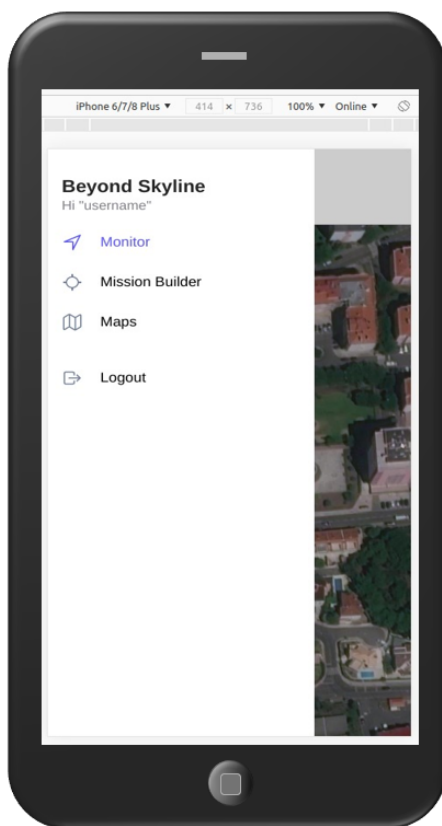 iPhone 6/7/8 Plus ▼ 414 × 736 100% ▼ Online ▼
Beyond Skyline
Hi "username"
Monitor
Mission Builder
Maps
Logout